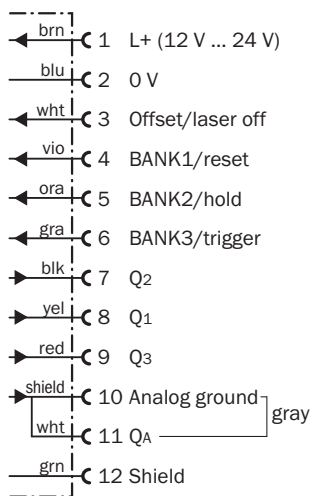 brn 1 L+ (12 V ... 24 V)
blu 2 0 V
wht 3 Offset/laser off
vio 4 BANK1/reset
ora 5 BANK2/hold
gra 6 BANK3/trigger
blk 7 Q2
yel 8 Q1
red 9 Q3
shield 10 Analog ground
gray
wht 11 QA
grn 12 Shield